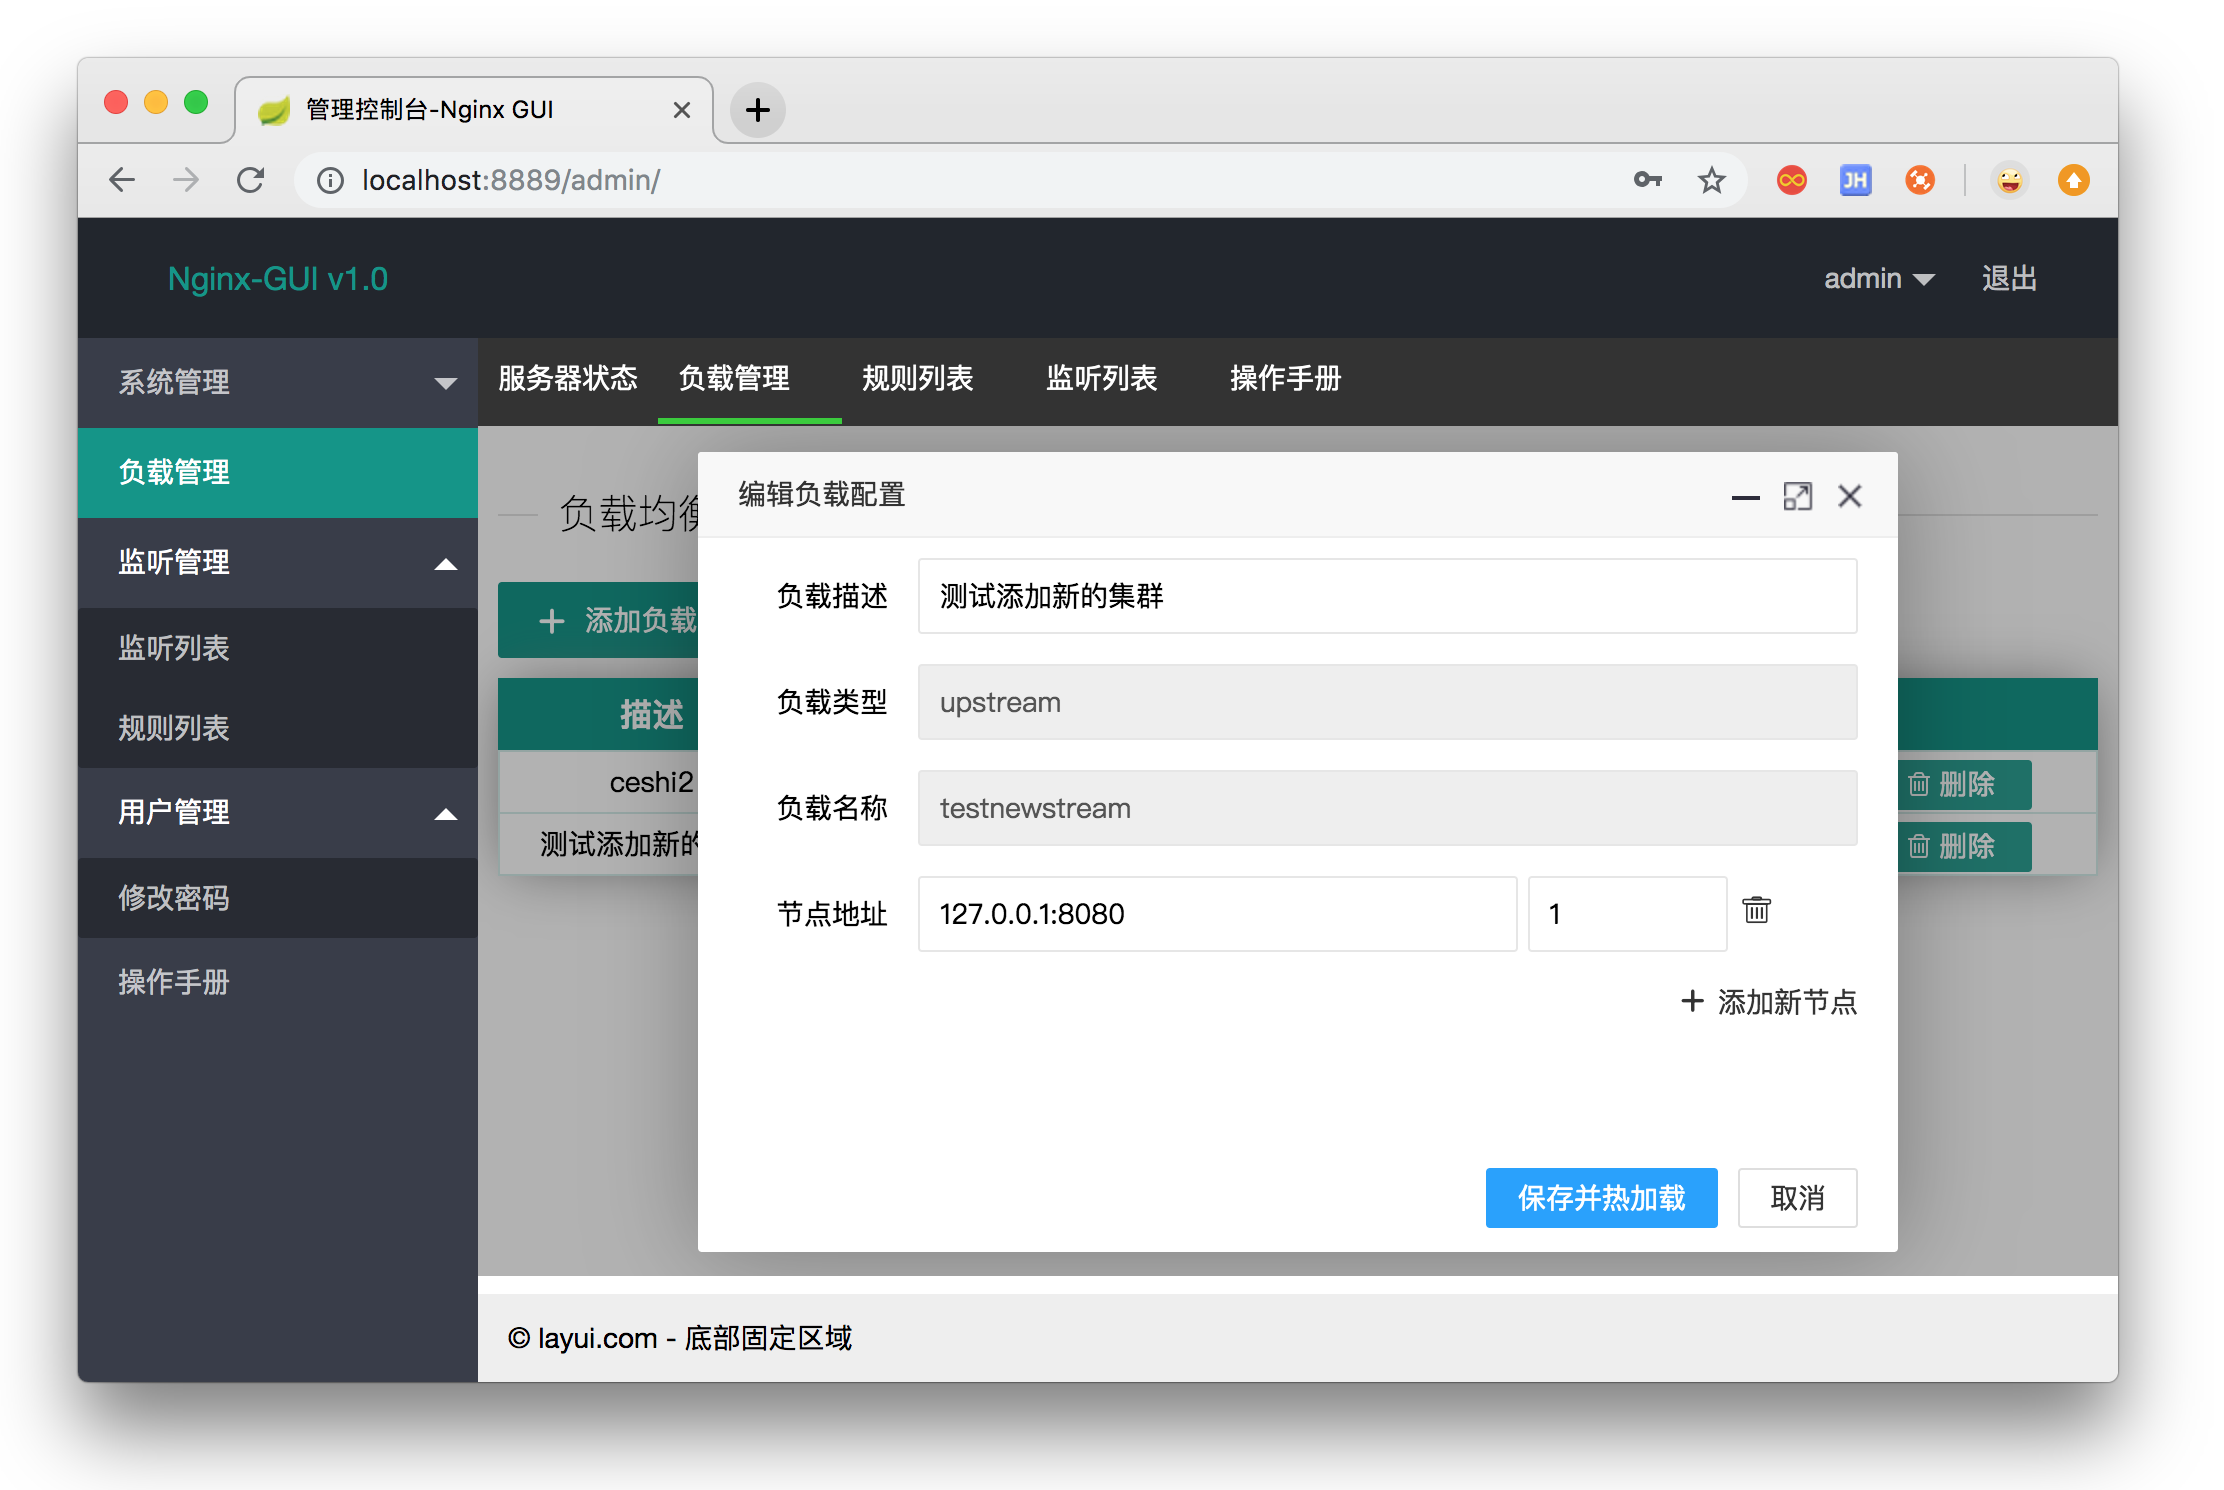 管理控制台-Nginx GUI
localhost:8889/admin/
JH
Nginx-GUI v1.0
admin
退出
系统管理
负载管理
监听管理
监听列表
规则列表
用户管理
修改密码
操作手册
服务器状态 负载管理 规则列表 监听列表 操作手册
负载均衡
添加负载
描述
ceshi2
删除
测试添加新的
删除
编辑负载配置
负载描述 测试添加新的集群
负载类型 upstream
负载名称 testnewstream
节点地址 127.0.0.1:8080 1
添加新节点
保存并热加载 取消
© layui.com - 底部固定区域